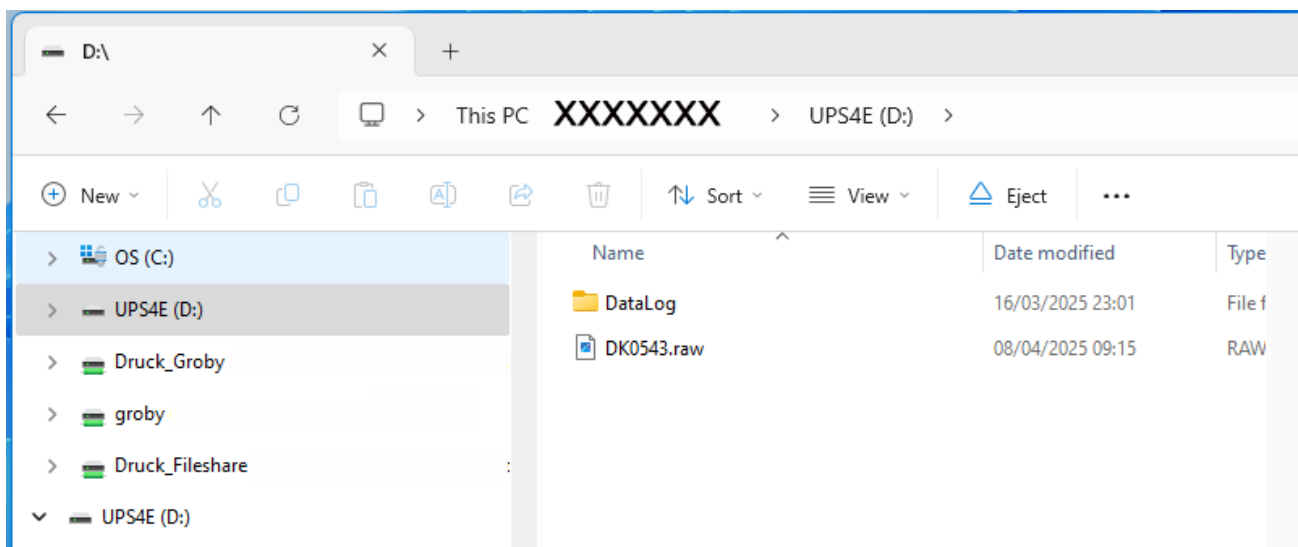 D:\
This PC XXXXXXX > UPS4E (D:) >
New Sort View Eject ...
OS (C:)
UPS4E (D:)
Druck_Groby
groby
Druck_Fileshare :
UPS4E (D:)
Name Date modified Type
DataLog 16/03/2025 23:01 File f
DK0543.raw 08/04/2025 09:15 RAW